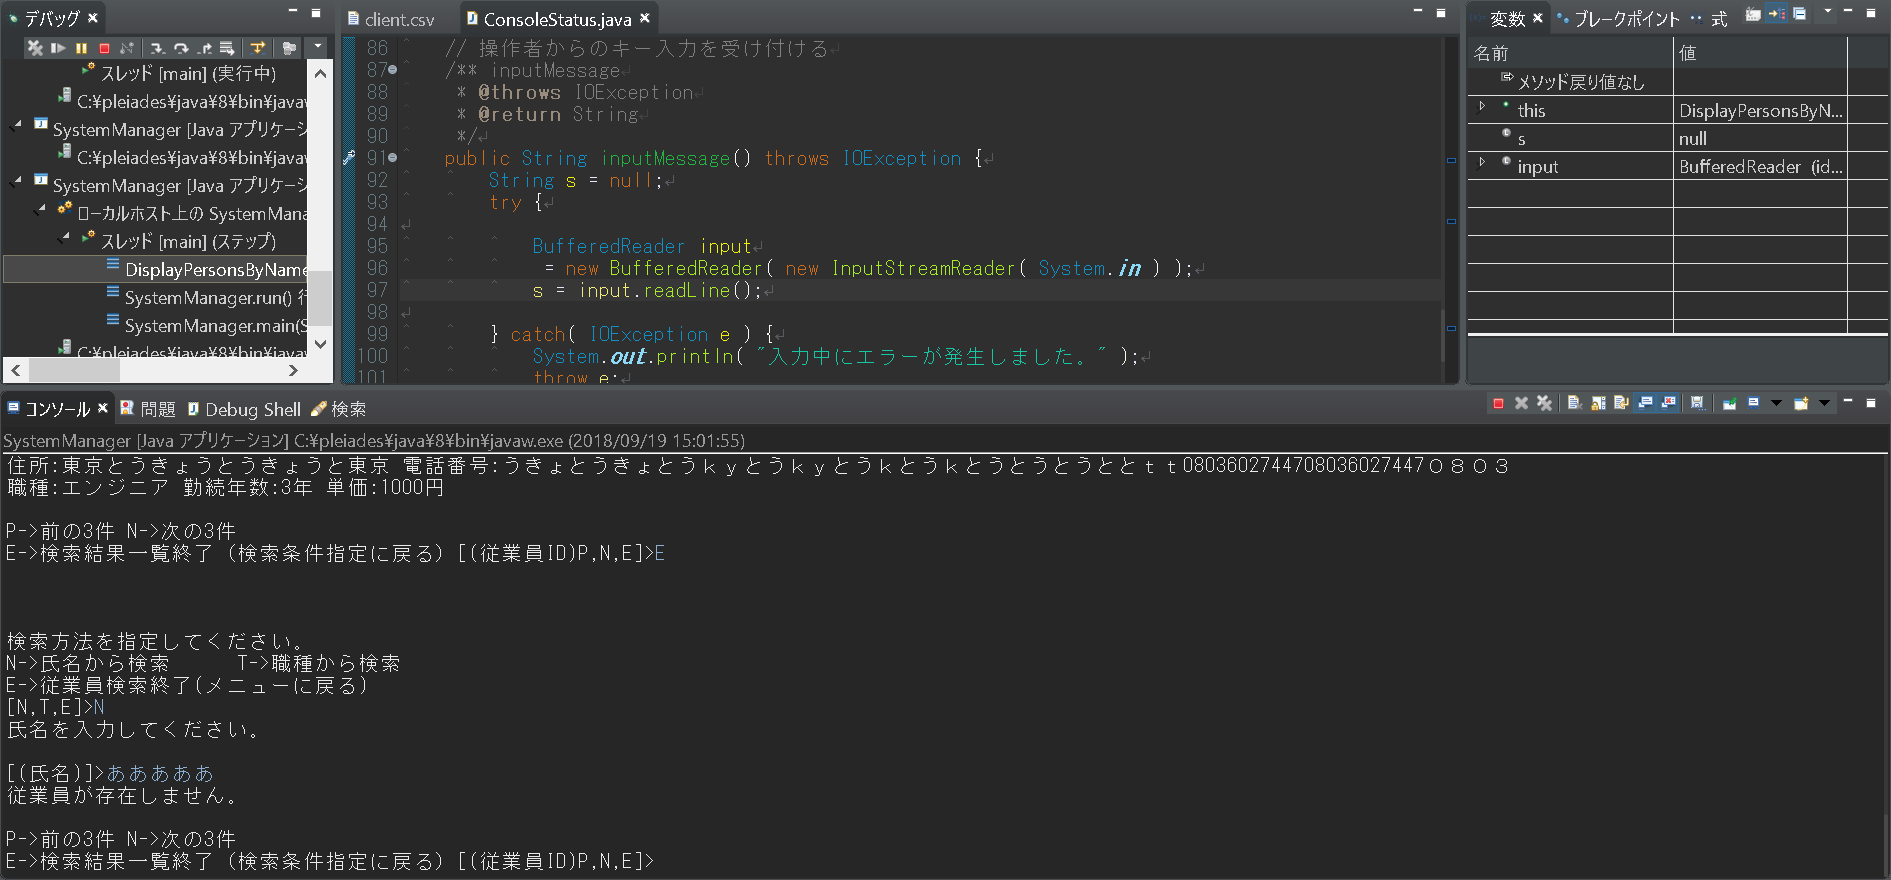 デバッグ
スレッド [main] (実行中)
C:¥pleiades¥java¥8¥bin¥javav
SystemManager [Java アプリケーシ
C:¥pleiades¥java¥8¥bin¥javav
SystemManager [Java アプリケーシ
ローカルホスト上の SystemMana
スレッド [main] (ステップ)
DisplayPersonsByName
SystemManager.run() 行
SystemManager.main(S
C:¥pleiades¥java¥8¥bin¥javav
client.csv
ConsoleStatus.java
86 // 操作者からのキー入力を受け付ける
87 /** inputMessage
88 * @throws IOException
89 * @return String
90 */
91 public String inputMessage() throws IOException {
92 String s = null;
93 try {
94
95 BufferedReader input
96 = new BufferedReader( new InputStreamReader( System.in ) );
97 s = input.readLine();
98
99 } catch( IOException e ) {
100 System.out.println( "入力中にエラーが発生しました。" );
101 throw e;
変数 ブレークポイント 式
名前 値
メソッド戻り値なし
this DisplayPersonsByN...
s null
input BufferedReader (id...
コンソール 問題 Debug Shell 検索
SystemManager [Java アプリケーション] C:¥pleiades¥java¥8¥bin¥javaw.exe (2018/09/19 15:01:55)
住所:東京とうきょうとうきょうと東京 電話番号:うきょとうきょとうｋｙとうｋｙとうｋとうｋとうとうとうととｔｔ08036027447080360274470８０３
職種:エンジニア 勤続年数:3年 単価:1000円
P->前の3件 N->次の3件
E->検索結果一覧終了 (検索条件指定に戻る) [(従業員ID)P,N,E]>E
検索方法を指定してください。
N->氏名から検索 T->職種から検索
E->従業員検索終了(メニューに戻る)
[N,T,E]>N
氏名を入力してください。
[(氏名)]>あああああ
従業員が存在しません。
P->前の3件 N->次の3件
E->検索結果一覧終了 (検索条件指定に戻る) [(従業員ID)P,N,E]>